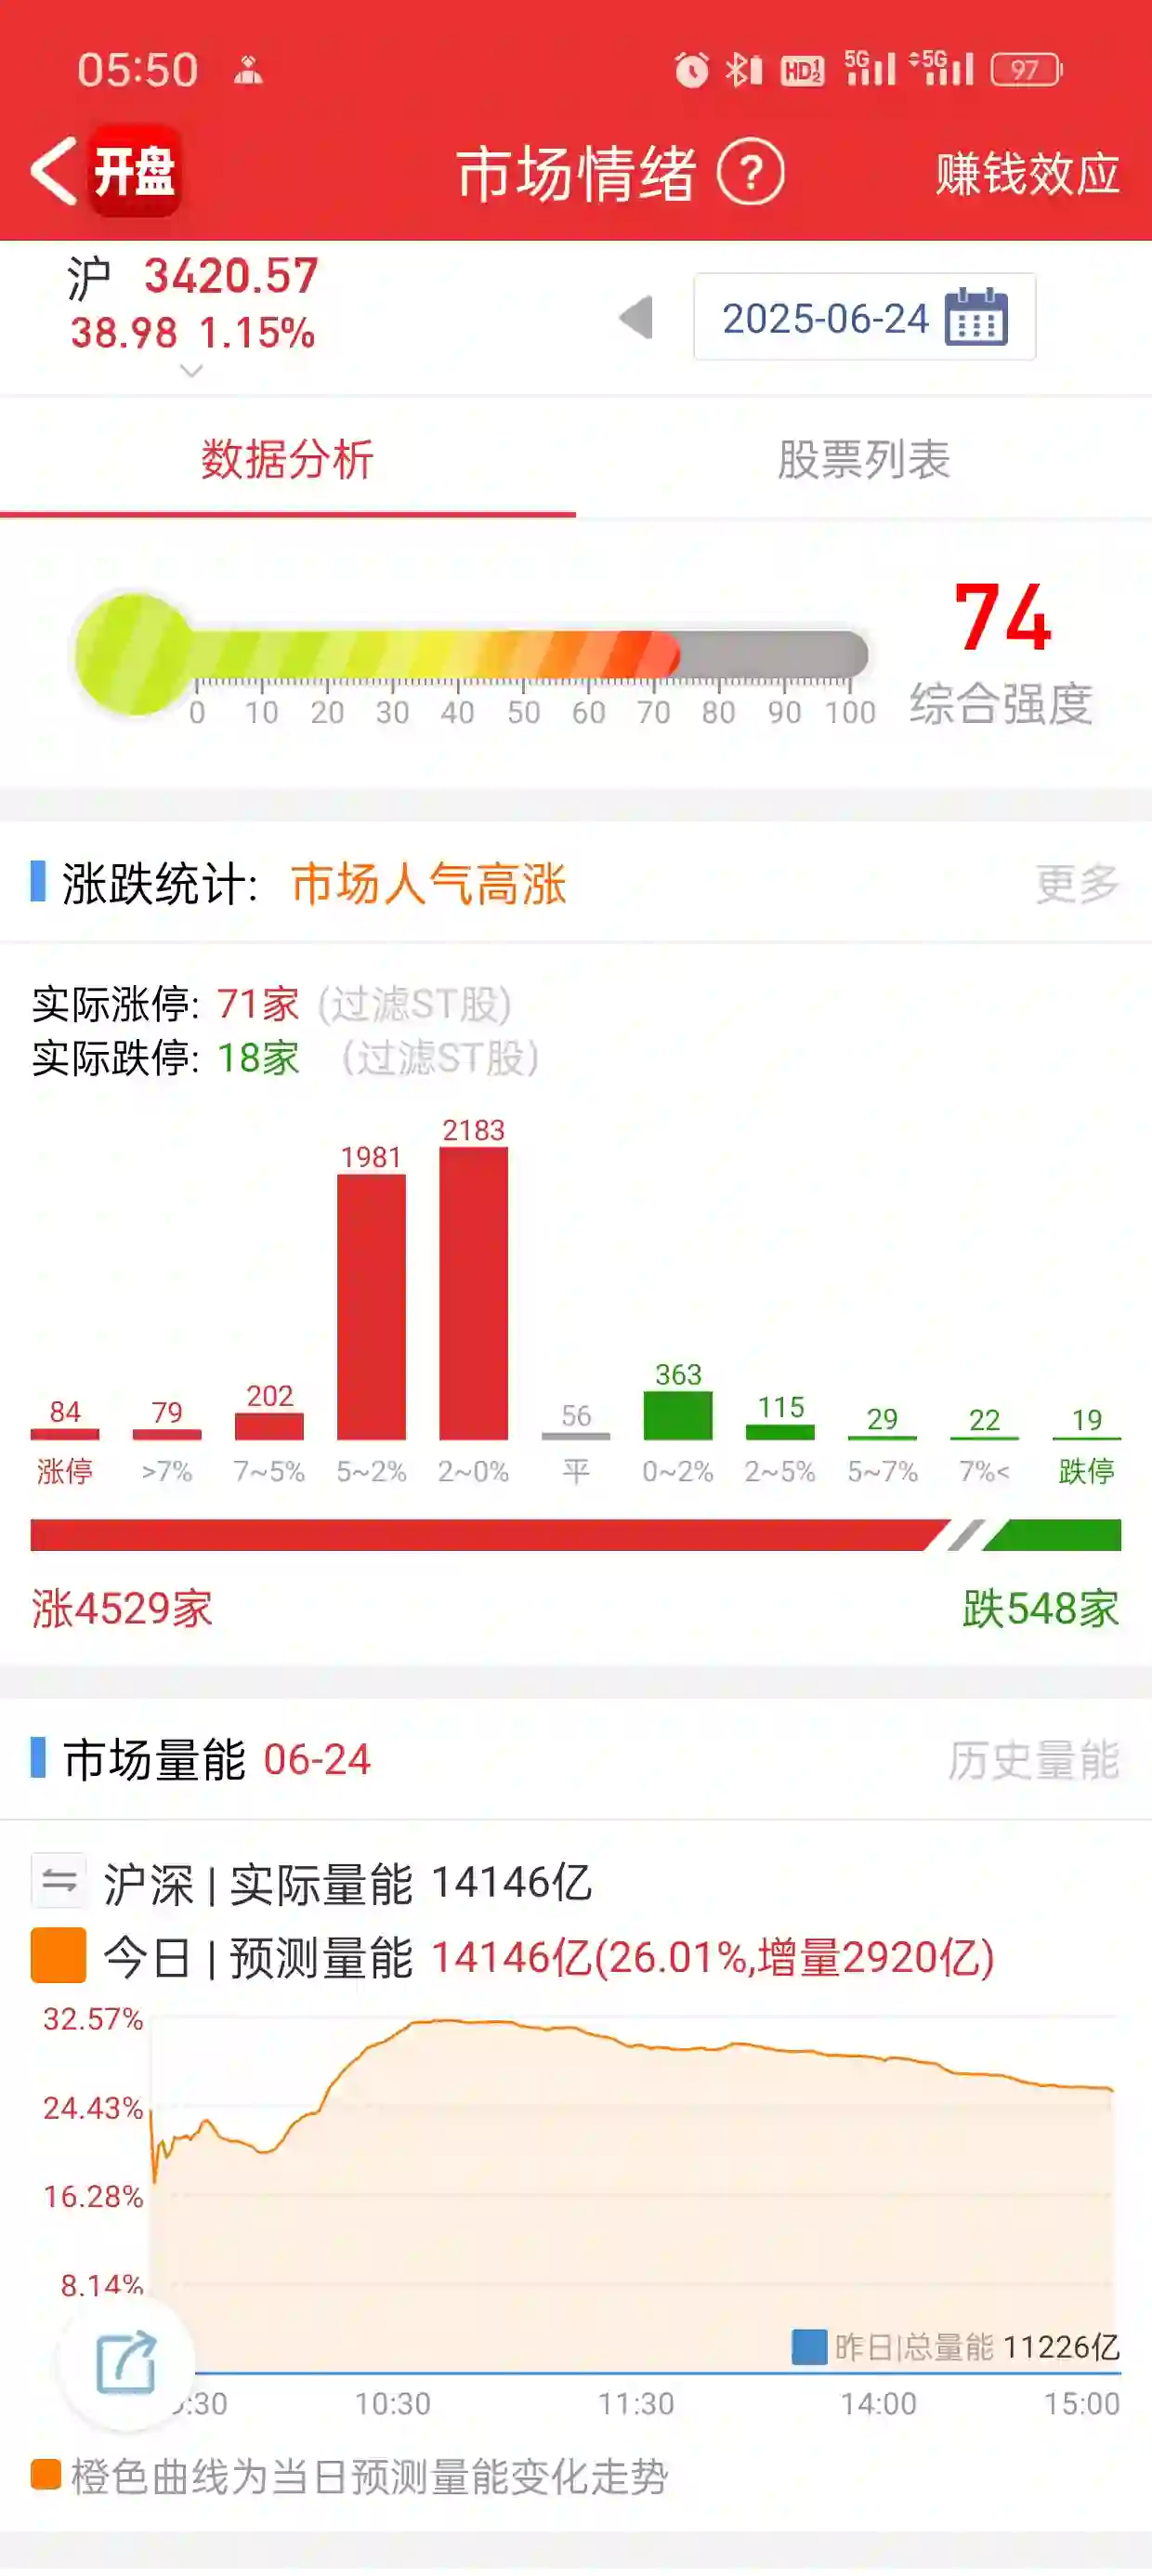 05:50 HD 1 2 5G 5G 97
开盘 市场情绪 ? 赚钱效应
沪 3420.57
38.98 1.15%
2025-06-24
数据分析 股票列表
74
综合强度
0 10 20 30 40 50 60 70 80 90 100
涨跌统计: 市场人气高涨 更多
实际涨停: 71家 (过滤ST股)
实际跌停: 18家 (过滤ST股)
84 79 202 1981 2183 56 363 115 29 22 19
涨停 >7% 7~5% 5~2% 2~0% 平 0~2% 2~5% 5~7% 7%< 跌停
涨4529家 跌548家
市场量能 06-24 历史量能
沪深 | 实际量能 14146亿
今日 | 预测量能 14146亿(26.01%,增量2920亿)
32.57%
24.43%
16.28%
8.14%
昨日|总量能 11226亿
:30 10:30 11:30 14:00 15:00
橙色曲线为当日预测量能变化走势